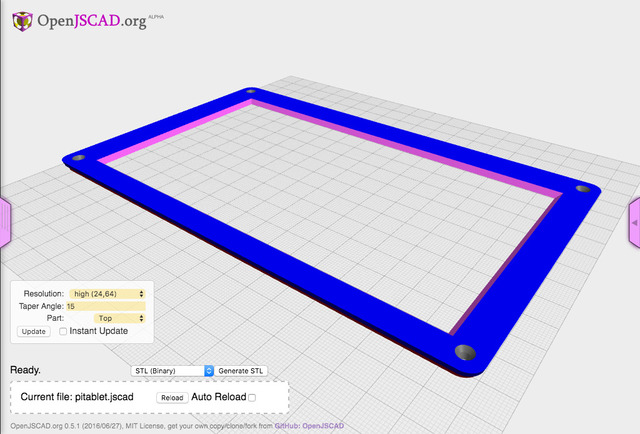 OpenJSCAD.org ALPHA
Resolution: high (24,64)
Taper Angle: 15
Part: Top
Update Instant Update
Ready. STL (Binary) Generate STL
Current file: pitablet.jscad Reload Auto Reload
OpenJSCAD.org 0.5.1 (2016/06/27), MIT License, get your own copy/clone/fork from GitHub: OpenJSCAD